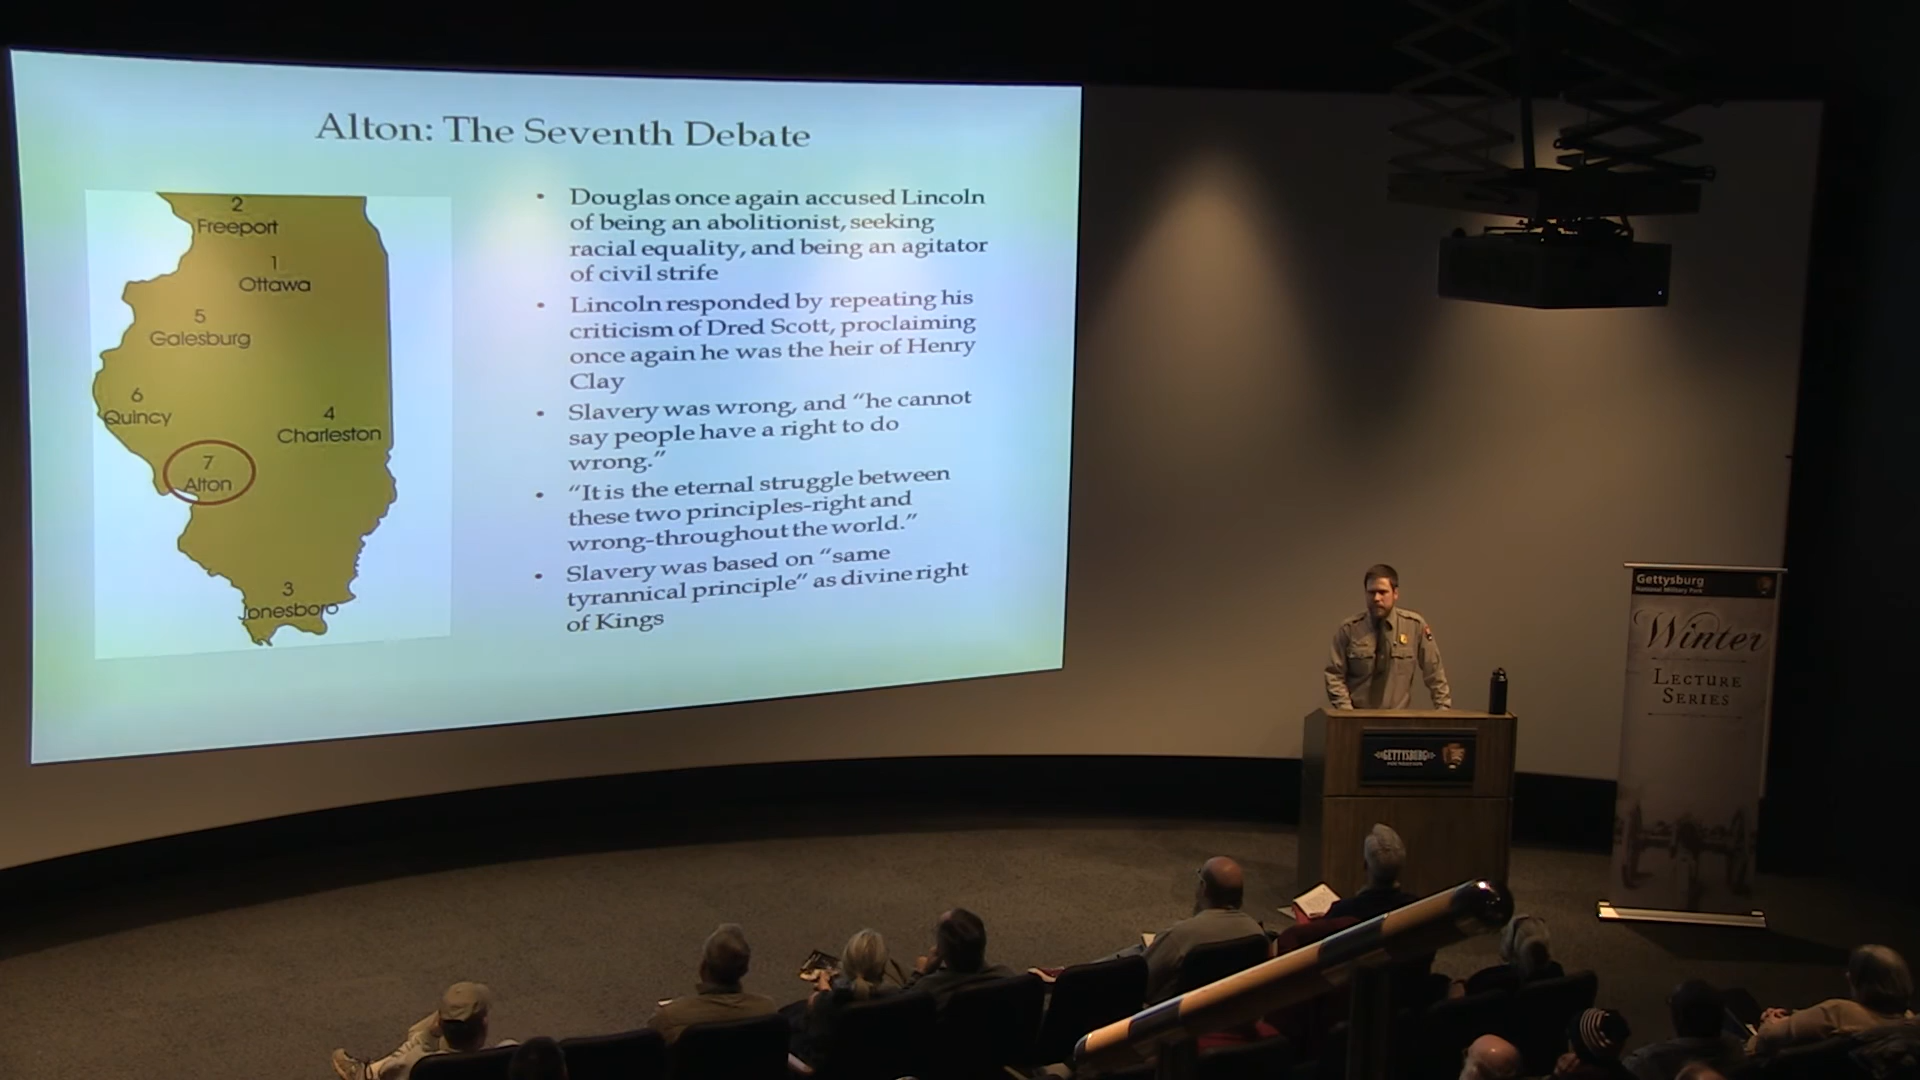 Alton: The Seventh Debate
2
Freeport
1
Ottawa
5
Galesburg
6
Quincy
4
Charleston
7
Alton
3
Jonesboro
• Douglas once again accused Lincoln
of being an abolitionist, seeking
racial equality, and being an agitator
of civil strife
• Lincoln responded by repeating his
criticism of Dred Scott, proclaiming
once again he was the heir of Henry
Clay
• Slavery was wrong, and “he cannot
say people have a right to do
wrong.”
• “It is the eternal struggle between
these two principles-right and
wrong-throughout the world.”
• Slavery was based on “same
tyrannical principle” as divine right
of Kings
GETTYSBURG
FOUNDATION
Gettysburg
National Military Park
Winter
LECTURE
SERIES